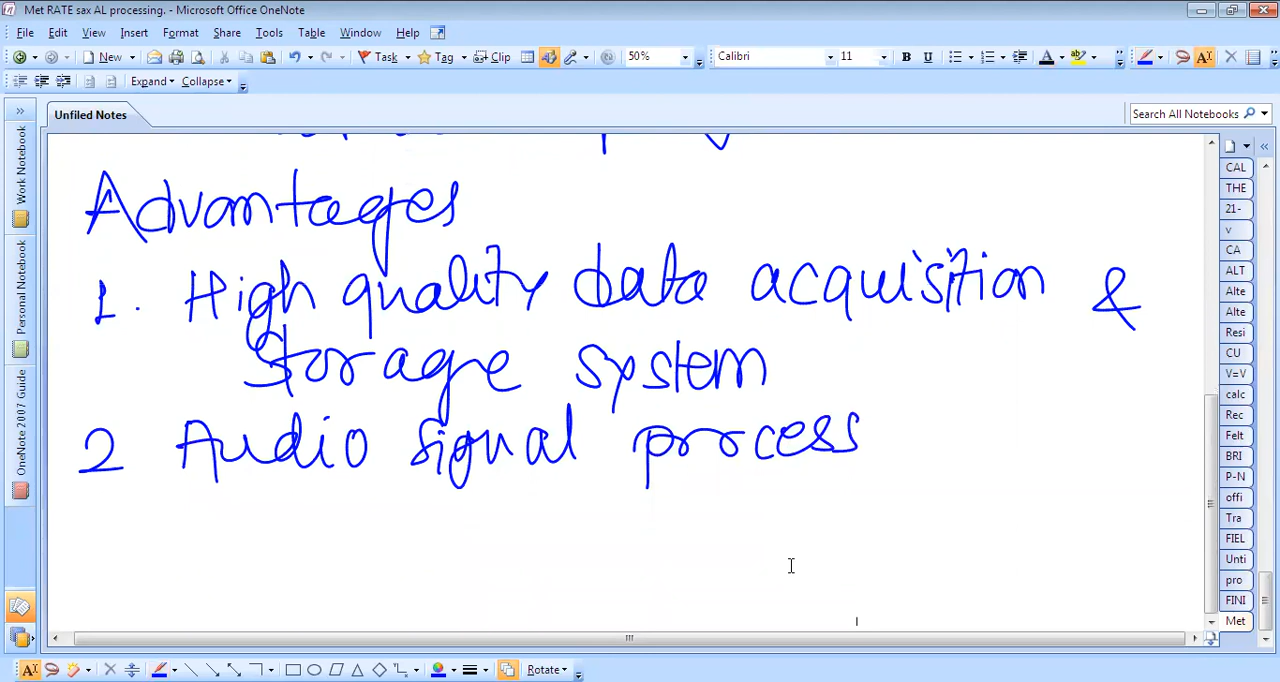 Met RATE sax AL processing. - Microsoft Office OneNote
File Edit View Insert Format Share Tools Table Window Help
New Task Tag Clip 50% Calibri 11 B U A ab A
Expand Collapse
Unfiled Notes
Search All Notebooks
Work Notebook
Personal Notebook
OneNote 2007 Guide
Advantages
1. High quality data acquisition &
Storage system
2 Audio signal process
CAL
THE
21-
v
CA
ALT
Alte
Alte
Resi
CU
V=V
calc
Rec
Felt
BRI
P-N
offi
Tra
FIEL
Unti
pro
FINI
Met
A Rotate